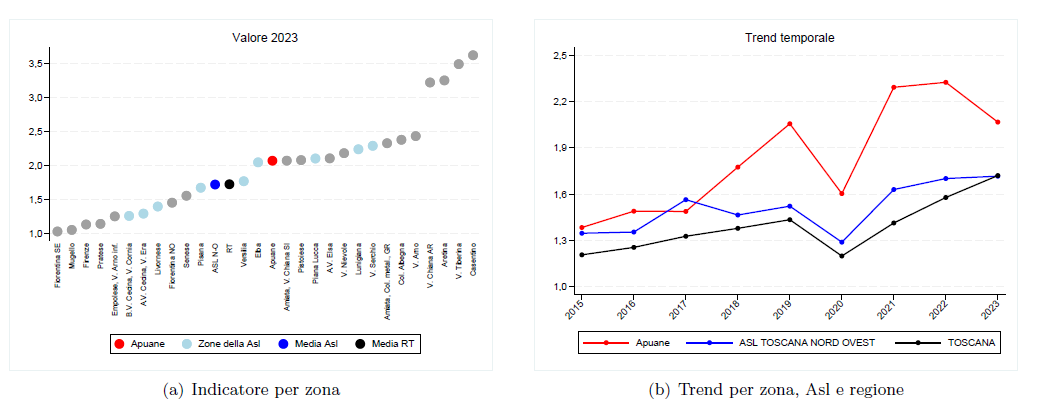 Valore 2023
3,5
3,0
2,5
2,0
1,5
1,0
Fiorentina SE
Mugello
Firenze
Pratese
Empolese, V. Arno inf.
B.V. Cecina, V. Cornia
A.V. Cecina, V. Era
Livornese
Fiorentina NO
Senese
Pisana
ASL N-O
RT
Versilia
Elba
Apuane
Amiata, V. Chiana SI
Pistoiese
Piana Lucca
A.V. Elsa
V. Nievole
Lunigiana
V. Serchio
Amiata, Col. metal., GR
Col. Albegna
V. Arno
V. Chiana AR
Aretina
V. Tiberina
Casentino
Apuane Zone della Asl Media Asl Media RT
(a) Indicatore per zona
Trend temporale
2,5
2,2
1,9
1,6
1,3
1,0
2015
2016
2017
2018
2019
2020
2021
2022
2023
Apuane ASL TOSCANA NORD OVEST TOSCANA
(b) Trend per zona, Asl e regione